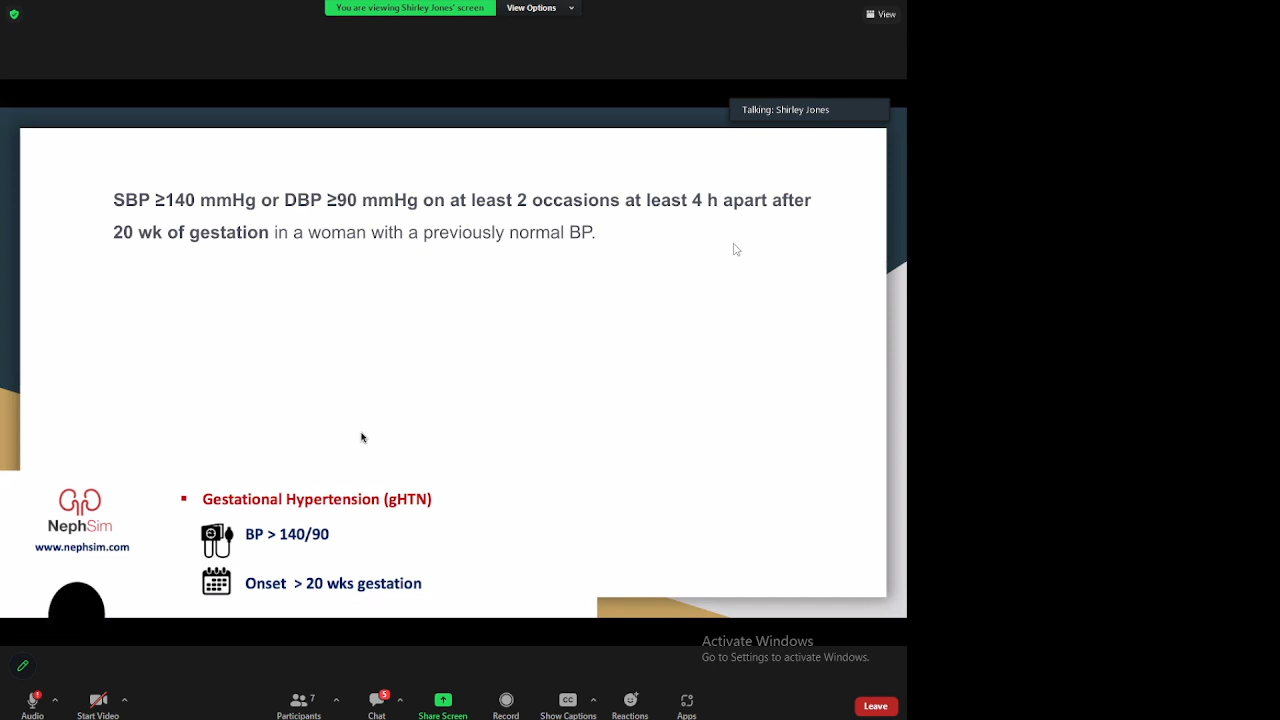 You are viewing Shirley Jones' screen
View Options
View
Talking: Shirley Jones
SBP ≥140 mmHg or DBP ≥90 mmHg on at least 2 occasions at least 4 h apart after
20 wk of gestation in a woman with a previously normal BP.
NephSim
www.nephsim.com
▪ Gestational Hypertension (gHTN)
BP > 140/90
Onset > 20 wks gestation
Activate Windows
Go to Settings to activate Windows.
Audio
Start Video
Participants
7
Chat
5
Share Screen
Record
CC
Show Captions
Reactions
Apps
Leave